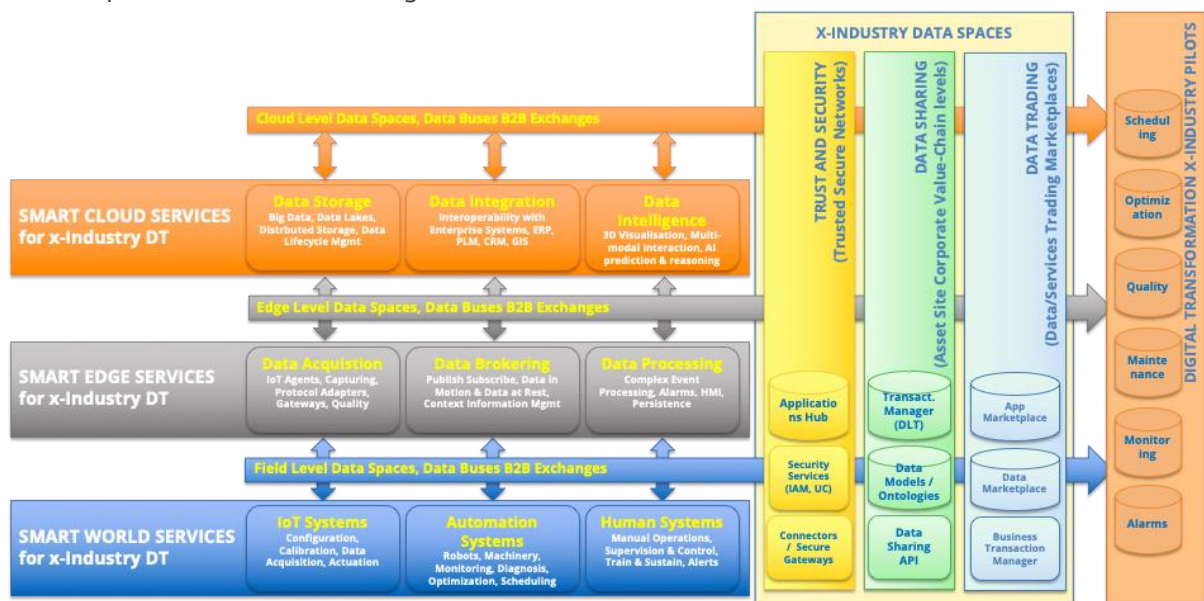 X-INDUSTRY DATA SPACES
Cloud Level Data Spaces, Data Buses B2B Exchanges
SMART CLOUD SERVICES
for x-Industry DT
Data Storage
Big Data, Data Lakes,
Distrbuted Storage, Data
Lifecycle Mgmt
Data Integration
Interoperability with
Enterprise Systems, ERP,
PLM, CRM, GIS
Data
Intelligence
3D Visualisation, Multi-
modal Interaction, AI
prediction & reasoning
Edge Level Data Spaces, Data Buses B2B Exchanges
SMART EDGE SERVICES
for x-Industry DT
Data Acquistion
IoT Agents, Capturing,
Protocol Adapters,
Gateways, Quality
Data Brokering
Publish Subscribe, Data in
Motion & Data at Rest,
Context Information Mgmt
Data Processing
Complex Event
Processing, Alarms, HMI,
Persistence
Field Level Data Spaces, Data Buses B2B Exchanges
SMART WORLD SERVICES
for x-Industry DT
IoT Systems
Configuration,
Calibration, Data
Acquisition, Actuation
Automation
Systems
Robots, Machinery,
Monitoring, Diagnosis,
Optimization, Scheduling
Human Systems
Manual Operations,
Supervision & Control,
Train & Sustain, Alerts
TRUST AND SECURITY
(Trusted Secure Networks)
Applicatio
ns Hub
Security
Services
(IAM, UC)
Connectors
/ Secure
Gateways
DATA SHARING
(Asset Site Corporate Value-Chain levels)
Transact.
Manager
(DLT)
Data
Models /
Ontologies
Data
Sharing
API
DATA TRADING
(Data/Services Trading Marketplaces)
App
Marketplace
Data
Marketplace
Business
Transaction
Manager
DIGITAL TRANSFORMATION X-INDUSTRY PILOTS
Schedul
ing
Optimiz
ation
Quality
Mainte
nance
Monitor
ing
Alarms